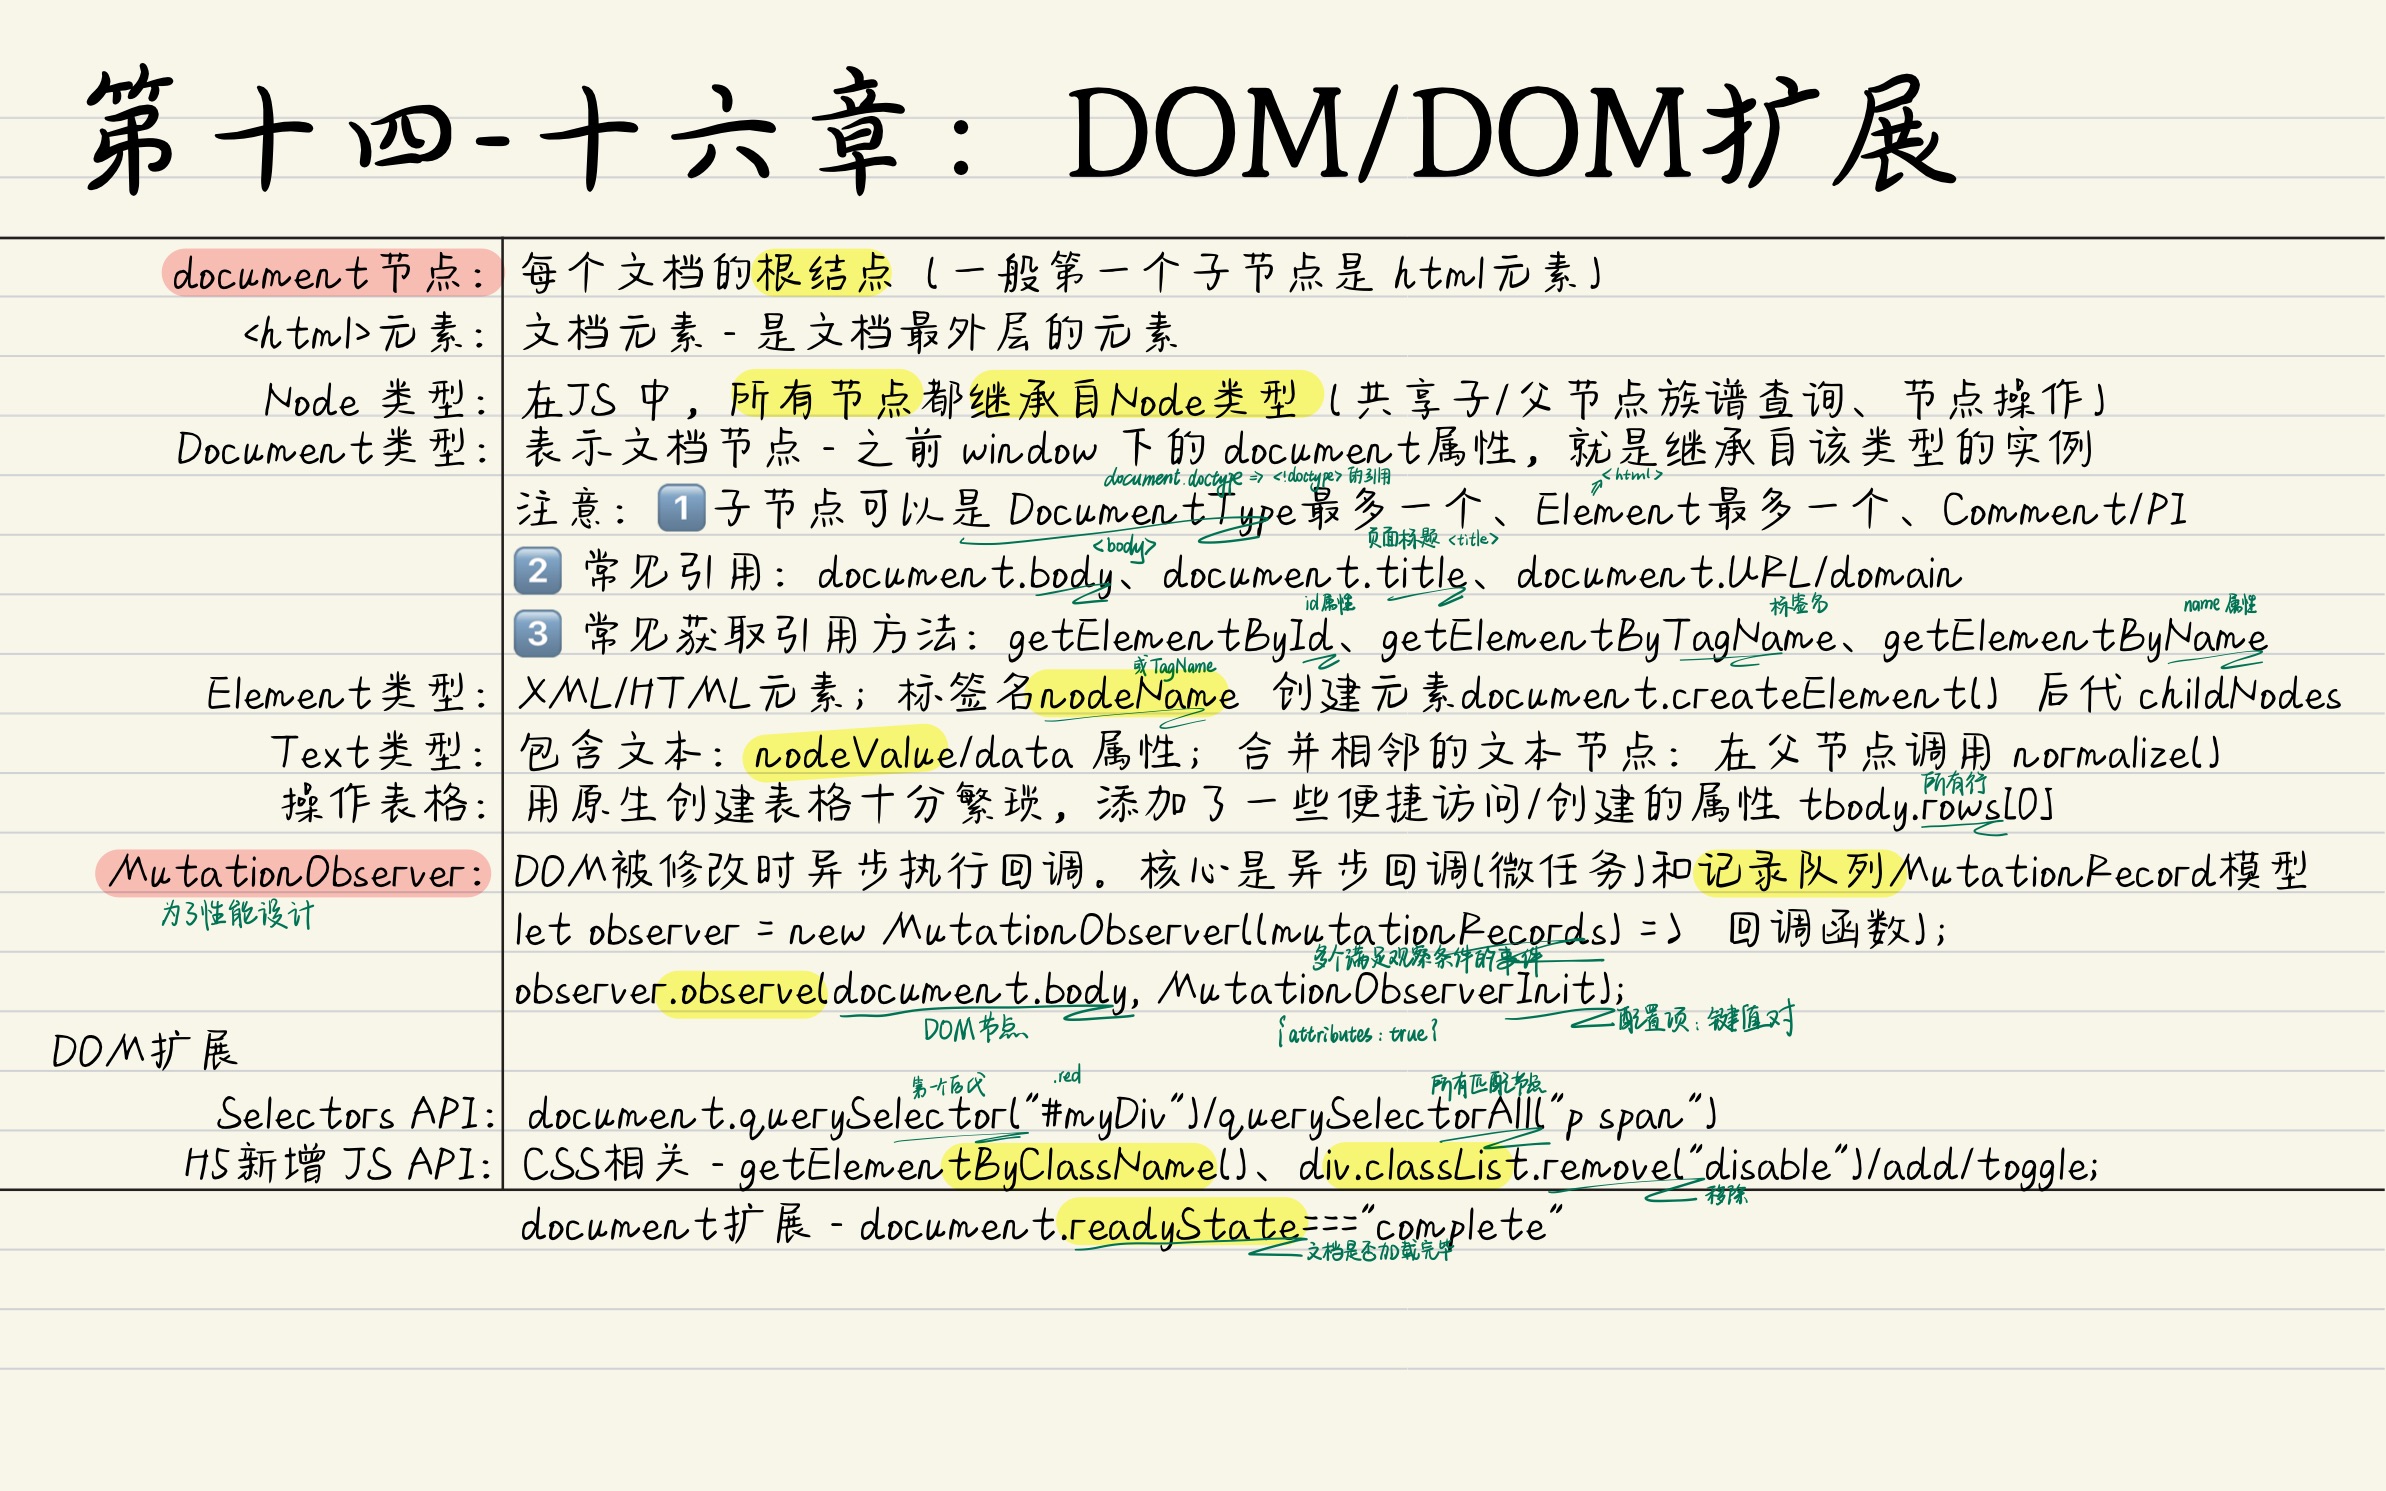 第十四-十六章：DOM/DOM扩展
document节点：每个文档的根结点（一般第一个子节点是 html元素）
<html>元素：文档元素 - 是文档最外层的元素
Node 类型：在JS 中，所有节点都继承自Node类型（共享子/父节点族谱查询、节点操作）
Document类型：表示文档节点 - 之前 window 下的 document属性，就是继承自该类型的实例
document.doctype => <!doctype> 的引用 <html>
注意：1️⃣子节点可以是 DocumentType最多一个、Element最多一个、Comment/PI
<body> 页面标题 <title>
2️⃣ 常见引用：document.body、document.title、document.URL/domain
id属性 标签名 name 属性
3️⃣ 常见获取引用方法：getElementById、getElementByTagName、getElementByName
或TagName
Element类型：XML/HTML元素；标签名nodeName 创建元素document.createElement() 后代 childNodes
Text类型：包含文本：nodeValue/data 属性；合并相邻的文本节点：在父节点调用 normalize()
所有行
操作表格：用原生创建表格十分繁琐，添加了一些便捷访问/创建的属性 tbody.rows[0]
MutationObserver：DOM被修改时异步执行回调。核心是异步回调(微任务)和记录队列MutationRecord模型
为了性能设计
let observer = new MutationObserver((mutationRecords) => 回调函数);
多个满足观察条件的事件
observer.observe(document.body, MutationObserverInit);
DOM节点 {attributes: true} 配置项：键值对
DOM扩展
第一个后代 .red 所有匹配节点
Selectors API：document.querySelector("#myDiv")/querySelectorAll("p span")
H5新增 JS API：CSS相关 - getElementByClassName()、div.classList.remove("disable")/add/toggle;
移除
document扩展 - document.readyState==="complete"
文档是否加载完毕